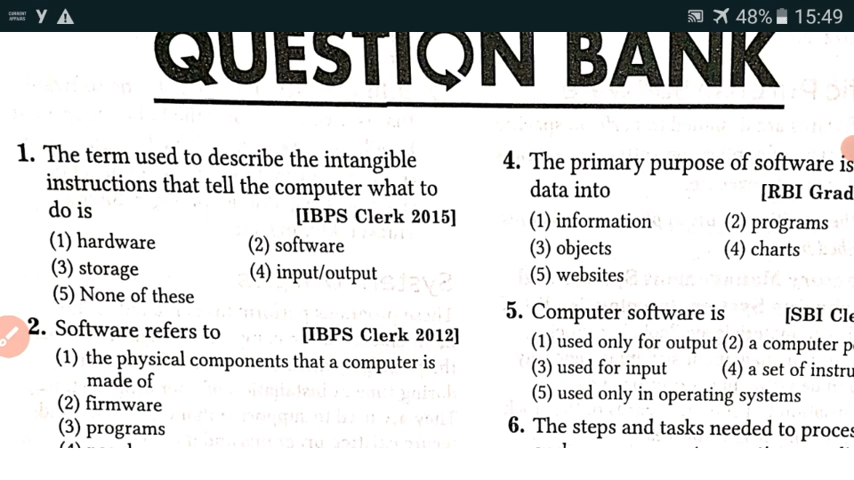 CURRENT AFFAIRS
48%
15:49
QUESTION BANK
1. The term used to describe the intangible
instructions that tell the computer what to
do is [IBPS Clerk 2015]
(1) hardware (2) software
(3) storage (4) input/output
(5) None of these
2. Software refers to [IBPS Clerk 2012]
(1) the physical components that a computer is
made of
(2) firmware
(3) programs
4. The primary purpose of software is
data into [RBI Grad
(1) information (2) programs
(3) objects (4) charts
(5) websites
5. Computer software is [SBI Cle
(1) used only for output (2) a computer p
(3) used for input (4) a set of instru
(5) used only in operating systems
6. The steps and tasks needed to proces